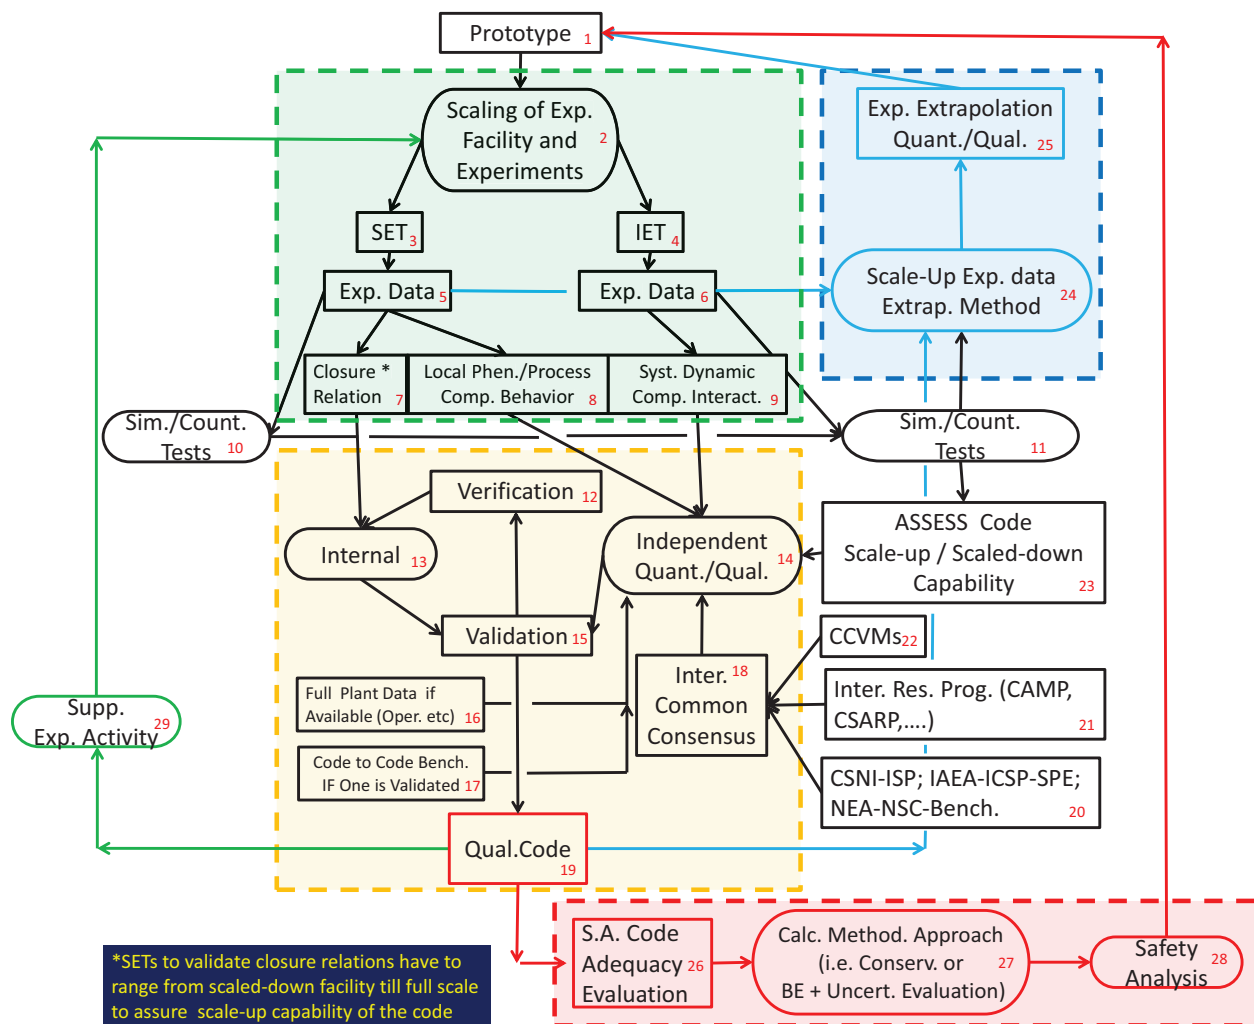 Prototype 1
Scaling of Exp.
Facility and 2
Experiments
Exp. Extrapolation
Quant./Qual. 25
SET 3
IET 4
Exp. Data 5
Exp. Data 6
Scale-Up Exp. data
Extrap. Method 24
Closure *
Relation 7
Local Phen./Process
Comp. Behavior 8
Syst. Dynamic
Comp. Interact. 9
Sim./Count.
Tests 10
Sim./Count.
Tests 11
Verification 12
Internal 13
Independent
Quant./Qual. 14
ASSESS Code
Scale-up / Scaled-down
Capability 23
Validation 15
CCVMs 22
Full Plant Data if
Available (Oper. etc) 16
Inter. 18
Common
Consensus
Inter. Res. Prog. (CAMP,
CSARP,....) 21
Supp.
Exp. Activity 29
Code to Code Bench.
IF One is Validated 17
CSNI-ISP; IAEA-ICSP-SPE;
NEA-NSC-Bench. 20
Qual.Code
19
S.A. Code
Adequacy 26
Evaluation
Calc. Method. Approach
(i.e. Conserv. or 27
BE + Uncert. Evaluation)
Safety 28
Analysis
*SETs to validate closure relations have to
range from scaled-down facility till full scale
to assure scale-up capability of the code